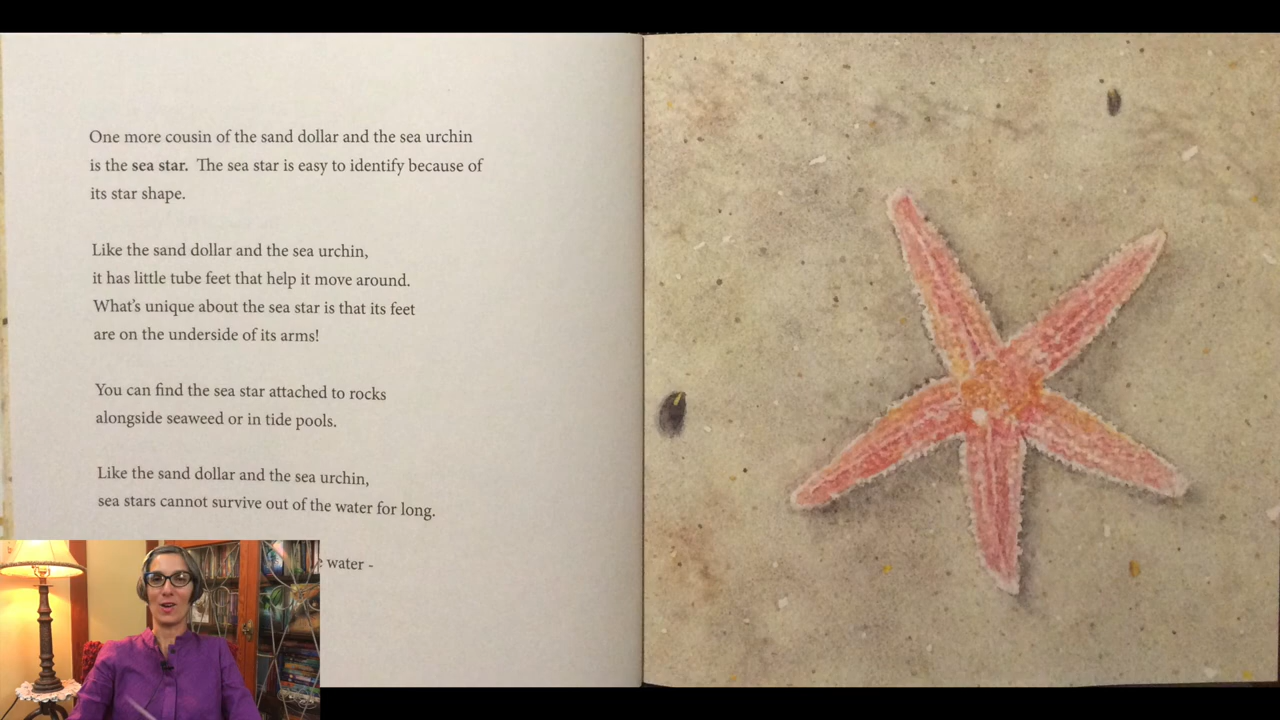 One more cousin of the sand dollar and the sea urchin
is the sea star. The sea star is easy to identify because of
its star shape.
Like the sand dollar and the sea urchin,
it has little tube feet that help it move around.
What's unique about the sea star is that its feet
are on the underside of its arms!
You can find the sea star attached to rocks
alongside seaweed or in tide pools.
Like the sand dollar and the sea urchin,
sea stars cannot survive out of the water for long.
water -